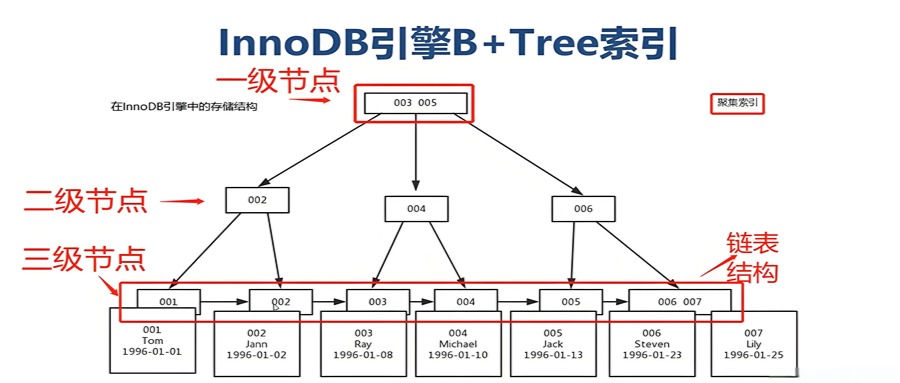 InnoDB引擎B+Tree索引
一级节点
在InnoDB引擎中的存储结构
003 005
聚集索引
二级节点
002
004
006
三级节点
链表
结构
001
002
003
004
005
006 007
001
Tom
1996-01-01
002
Jann
1996-01-02
003
Ray
1996-01-08
004
Michael
1996-01-10
005
Jack
1996-01-13
006
Steven
1996-01-23
007
Lily
1996-01-25